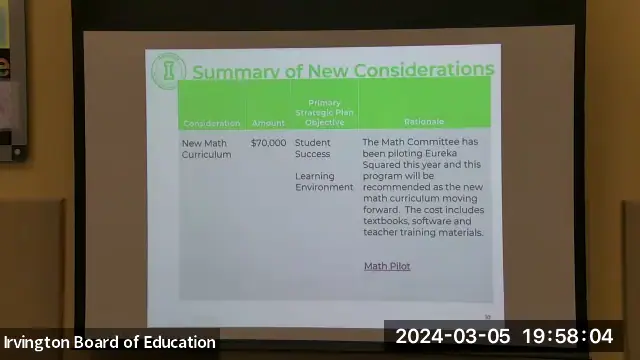 Summary of New Considerations
Consideration
Amount
Primary
Strategic Plan
Objective
Rationale
New Math
Curriculum
$70,000
Student
Success
Learning
Environment
The Math Committee has
been piloting Eureka
Squared this year and this
program will be
recommended as the new
math curriculum moving
forward. The cost includes
textbooks, software and
teacher training materials.
Math Pilot
Irvington Board of Education
2024-03-05 19:58:04